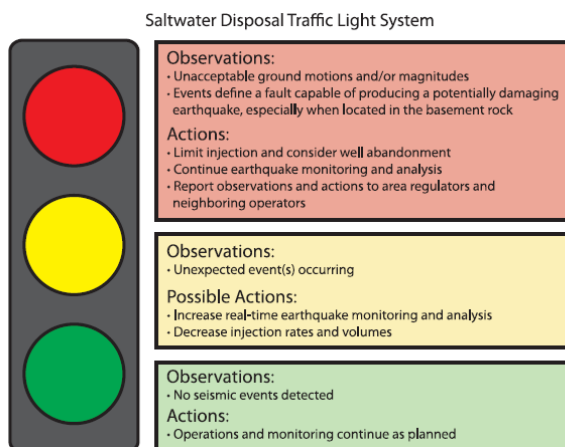 Saltwater Disposal Traffic Light System
Observations:
• Unacceptable ground motions and/or magnitudes
• Events define a fault capable of producing a potentially damaging
earthquake, especially when located in the basement rock
Actions:
• Limit injection and consider well abandonment
• Continue earthquake monitoring and analysis
• Report observations and actions to area regulators and
neighboring operators
Observations:
• Unexpected event(s) occurring
Possible Actions:
• Increase real-time earthquake monitoring and analysis
• Decrease injection rates and volumes
Observations:
• No seismic events detected
Actions:
• Operations and monitoring continue as planned